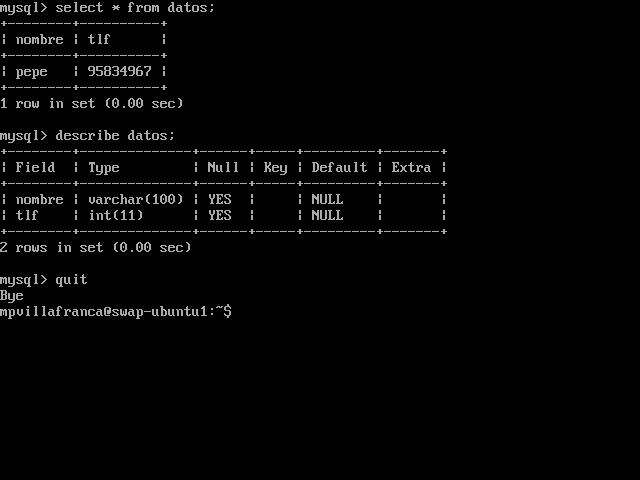 mysql> select * from datos;
+--------+----------+
| nombre | tlf      |
+--------+----------+
| pepe   | 95834967 |
+--------+----------+
1 row in set (0.00 sec)
mysql> describe datos;
+--------+--------------+------+-----+---------+-------+
| Field  | Type         | Null | Key | Default | Extra |
+--------+--------------+------+-----+---------+-------+
| nombre | varchar(100) | YES  |     | NULL    |       |
| tlf    | int(11)      | YES  |     | NULL    |       |
+--------+--------------+------+-----+---------+-------+
2 rows in set (0.00 sec)
mysql> quit
Bye
mpvillafranca@swap-ubuntu1:~$